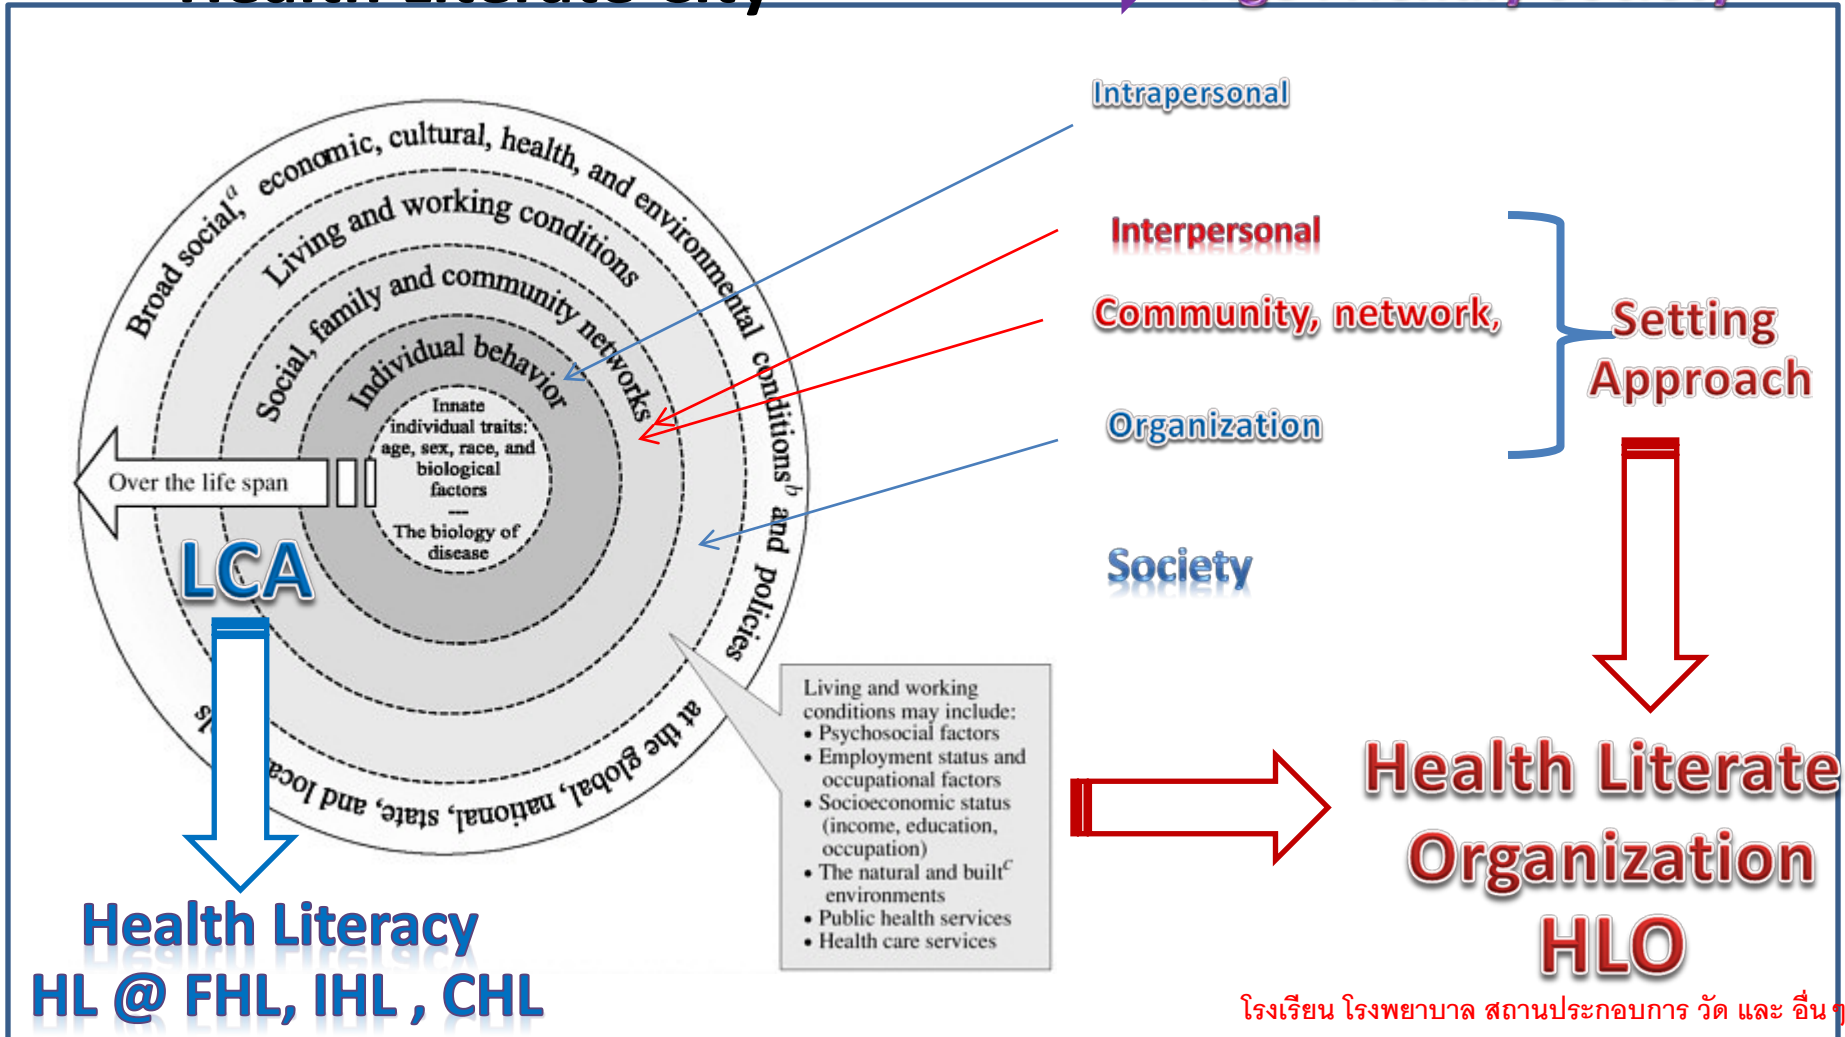 Health Literate City
Intrapersonal
Interpersonal
Community, network,
Organization
Society
Setting
Approach
Broad social,a economic, cultural, health, and environmental conditionsb and policies
at the global, national, state, and local
Living and working conditions
Social, family and community networks
Individual behavior
Innate
individual traits:
age, sex, race, and
biological
factors
---
The biology of
disease
Over the life span
LCA
Living and working
conditions may include:
• Psychosocial factors
• Employment status and
occupational factors
• Socioeconomic status
(income, education,
occupation)
• The natural and builtc
environments
• Public health services
• Health care services
Health Literacy
HL @ FHL, IHL , CHL
Health Literate
Organization
HLO
โรงเรียน โรงพยาบาล สถานประกอบการ วัด และ อื่น ๆ